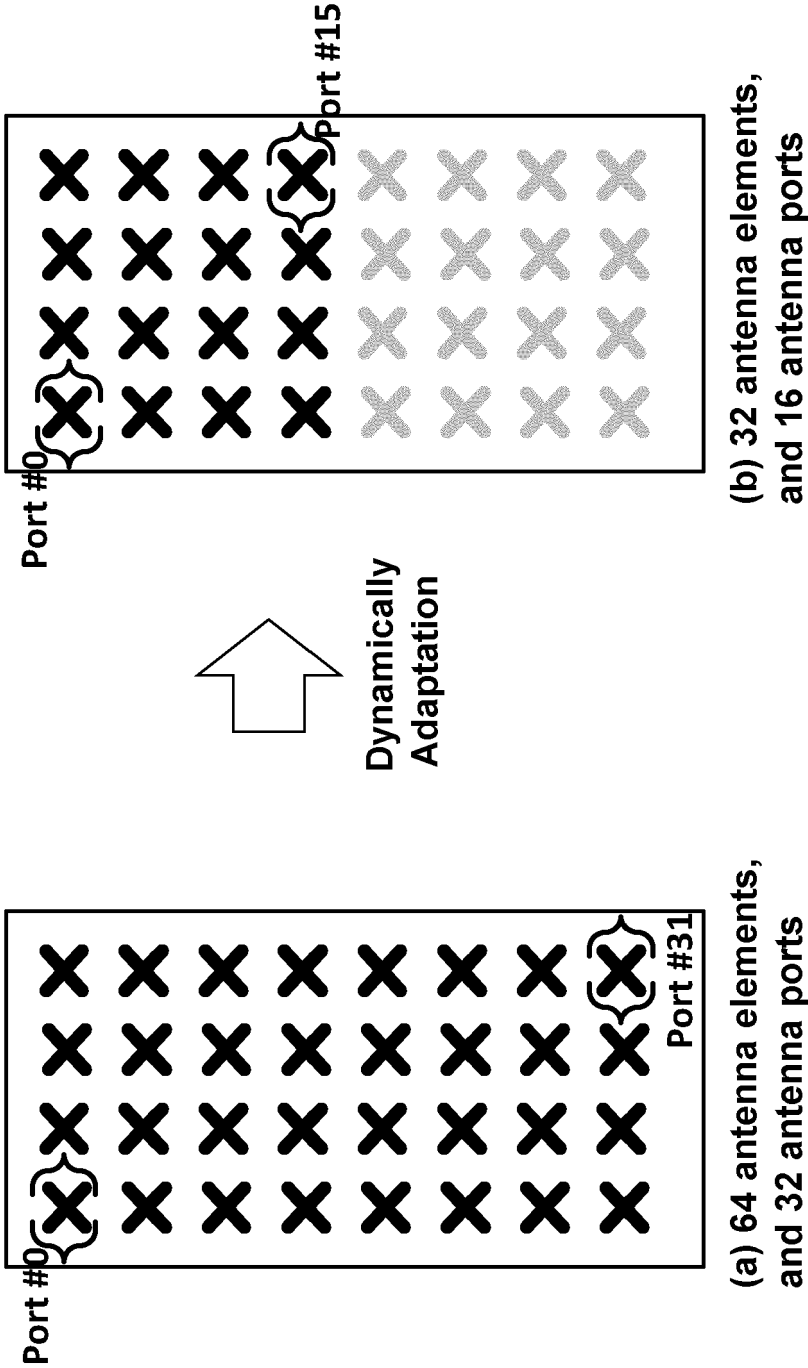 Port #0
Port #31
(a) 64 antenna elements,
and 32 antenna ports
Dynamically
Adaptation
Port #0
Port #15
(b) 32 antenna elements,
and 16 antenna ports